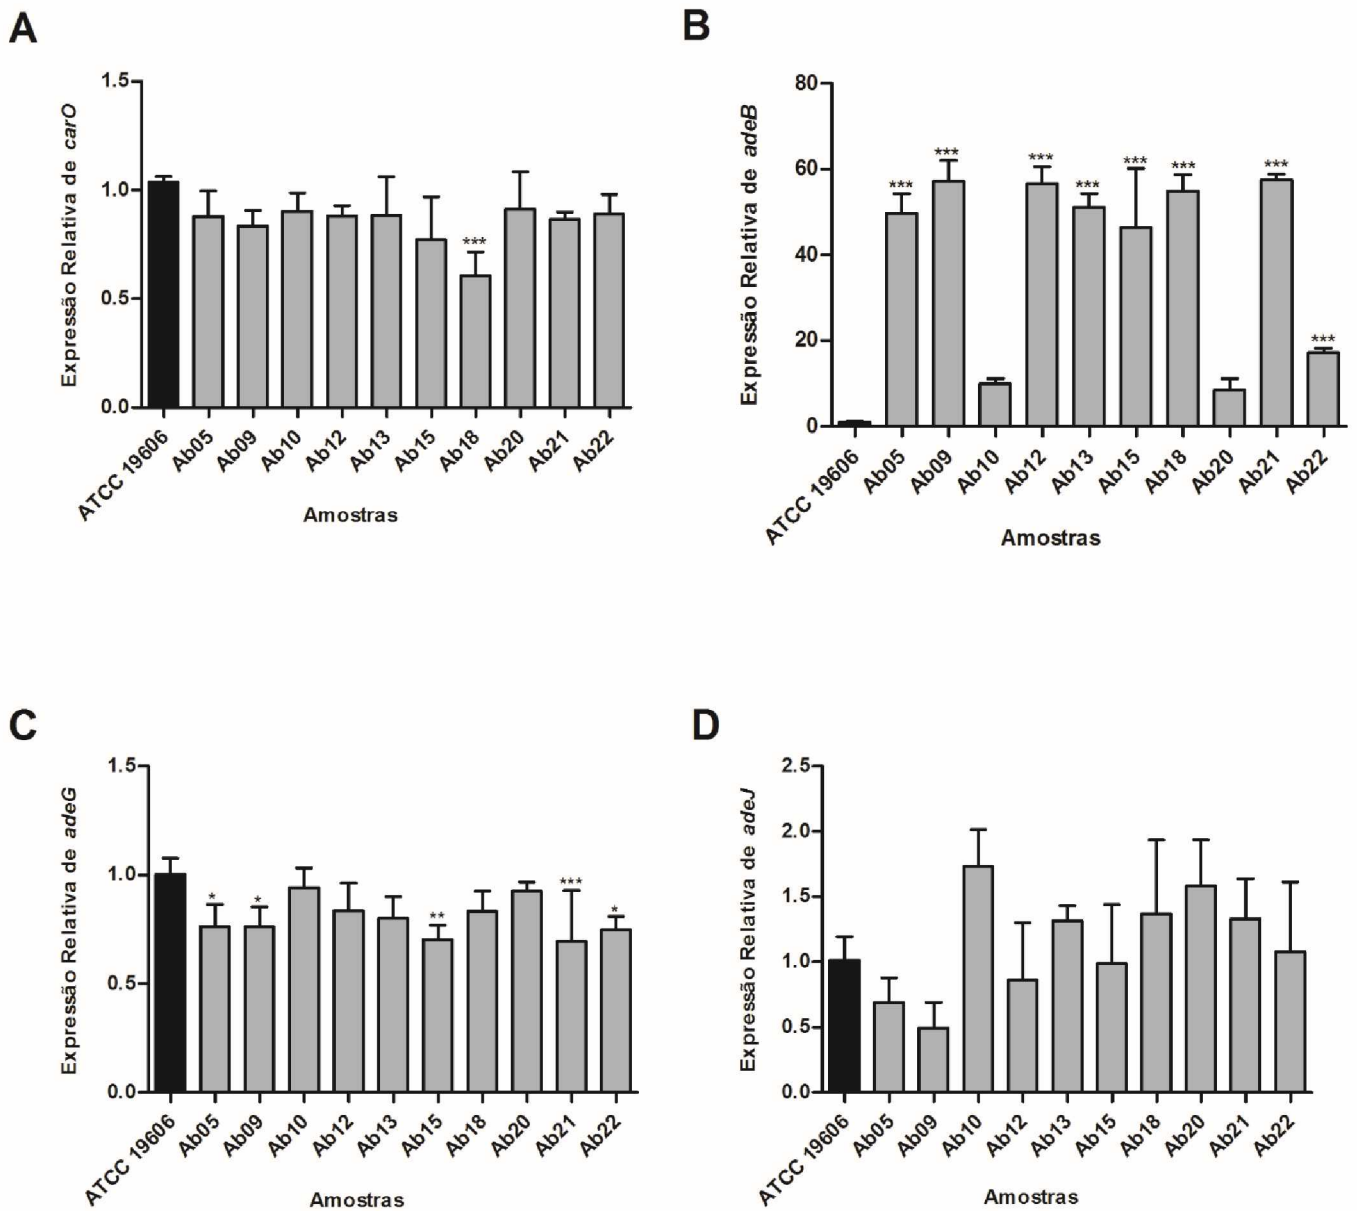 A
Expressão Relativa de carO
1.5
1.0
0.5
0.0
***
ATCC 19606
Ab05
Ab09
Ab10
Ab12
Ab13
Ab15
Ab18
Ab20
Ab21
Ab22
Amostras
B
Expressão Relativa de adeB
80
60
40
20
0
***
***
***
***
***
***
***
***
ATCC 19606
Ab05
Ab09
Ab10
Ab12
Ab13
Ab15
Ab18
Ab20
Ab21
Ab22
Amostras
C
Expressão Relativa de adeG
1.5
1.0
0.5
0.0
*
*
**
***
*
ATCC 19606
Ab05
Ab09
Ab10
Ab12
Ab13
Ab15
Ab18
Ab20
Ab21
Ab22
Amostras
D
Expressão Relativa de adeJ
2.5
2.0
1.5
1.0
0.5
0.0
ATCC 19606
Ab05
Ab09
Ab10
Ab12
Ab13
Ab15
Ab18
Ab20
Ab21
Ab22
Amostras